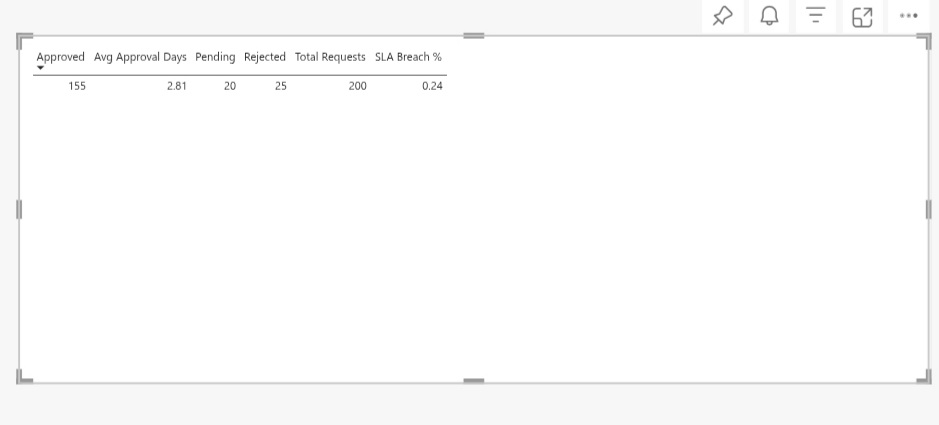 Approved Avg Approval Days Pending Rejected Total Requests SLA Breach %
155 2.81 20 25 200 0.24